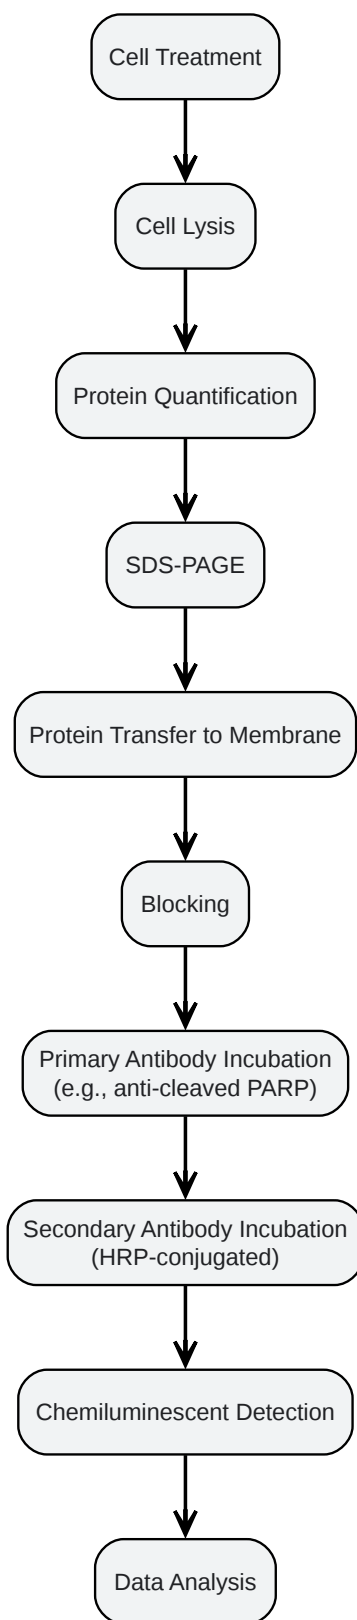 Cell Treatment
Cell Lysis
Protein Quantification
SDS-PAGE
Protein Transfer to Membrane
Blocking
Primary Antibody Incubation
(e.g., anti-cleaved PARP)
Secondary Antibody Incubation
(HRP-conjugated)
Chemiluminescent Detection
Data Analysis